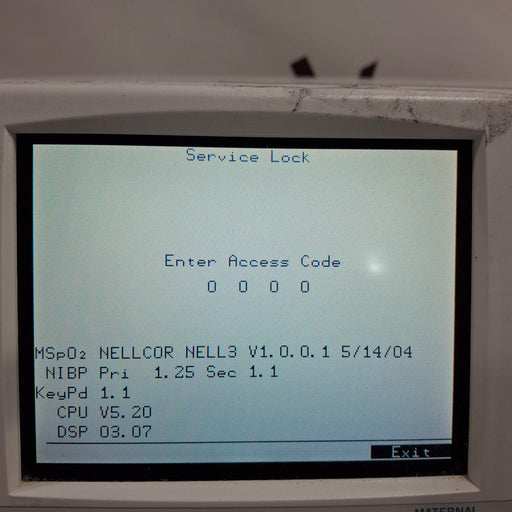 Service Lock
Enter Access Code
0 0 0 0
MSpO₂ NELLCOR NELL3 V1.0.0.1 5/14/04
NIBP Pri 1.25 Sec 1.1
KeyPd 1.1
CPU V5.20
DSP 03.07
Exit
MATERNAL